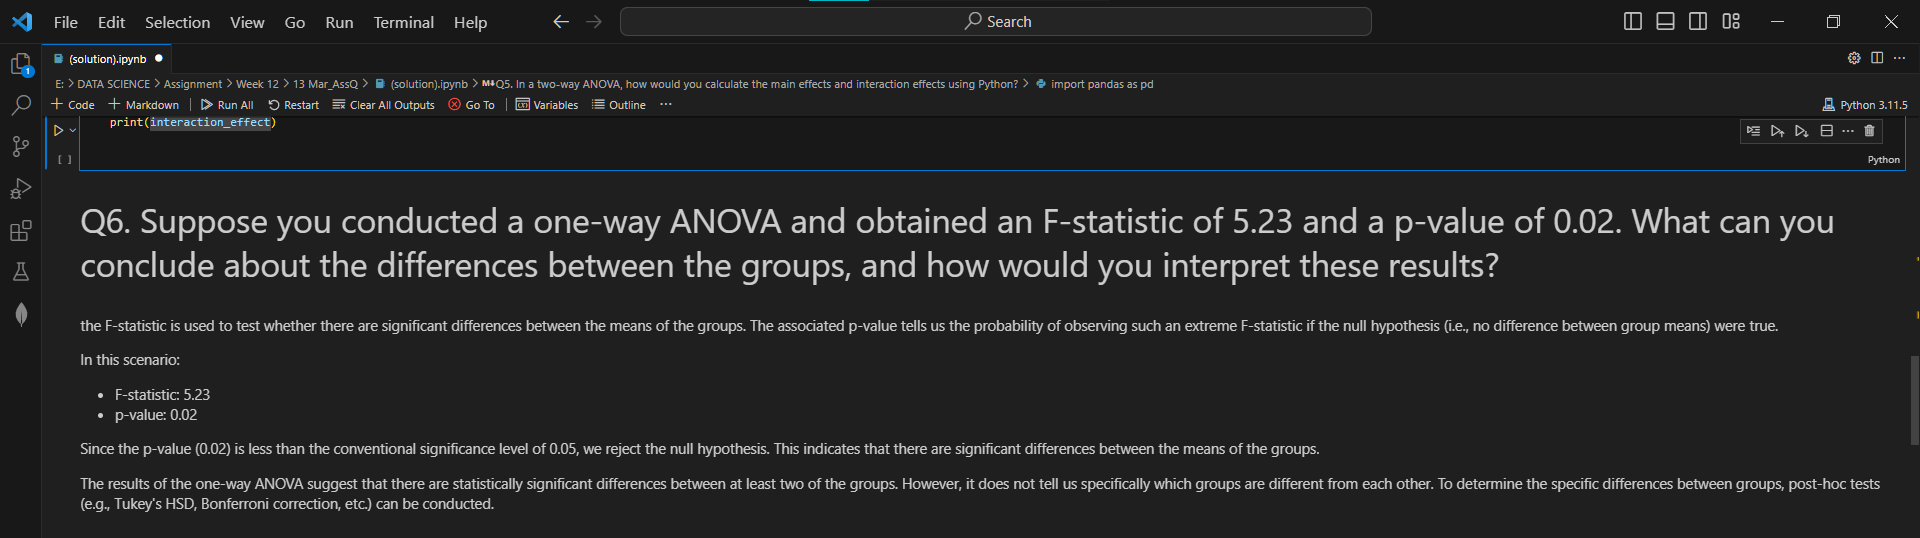 File Edit Selection View Go Run Terminal Help
Search
(solution).ipynb
E: > DATA SCIENCE > Assignment > Week 12 > 13 Mar_AssQ > (solution).ipynb > M↓Q5. In a two-way ANOVA, how would you calculate the main effects and interaction effects using Python? > import pandas as pd
1
+ Code + Markdown Run All Restart Clear All Outputs Go To Variables Outline ···
Python 3.11.5
print(interaction_effect)
[ ]
Python
Q6. Suppose you conducted a one-way ANOVA and obtained an F-statistic of 5.23 and a p-value of 0.02. What can you
conclude about the differences between the groups, and how would you interpret these results?
the F-statistic is used to test whether there are significant differences between the means of the groups. The associated p-value tells us the probability of observing such an extreme F-statistic if the null hypothesis (i.e., no difference between group means) were true.
In this scenario:
• F-statistic: 5.23
• p-value: 0.02
Since the p-value (0.02) is less than the conventional significance level of 0.05, we reject the null hypothesis. This indicates that there are significant differences between the means of the groups.
The results of the one-way ANOVA suggest that there are statistically significant differences between at least two of the groups. However, it does not tell us specifically which groups are different from each other. To determine the specific differences between groups, post-hoc tests
(e.g., Tukey's HSD, Bonferroni correction, etc.) can be conducted.